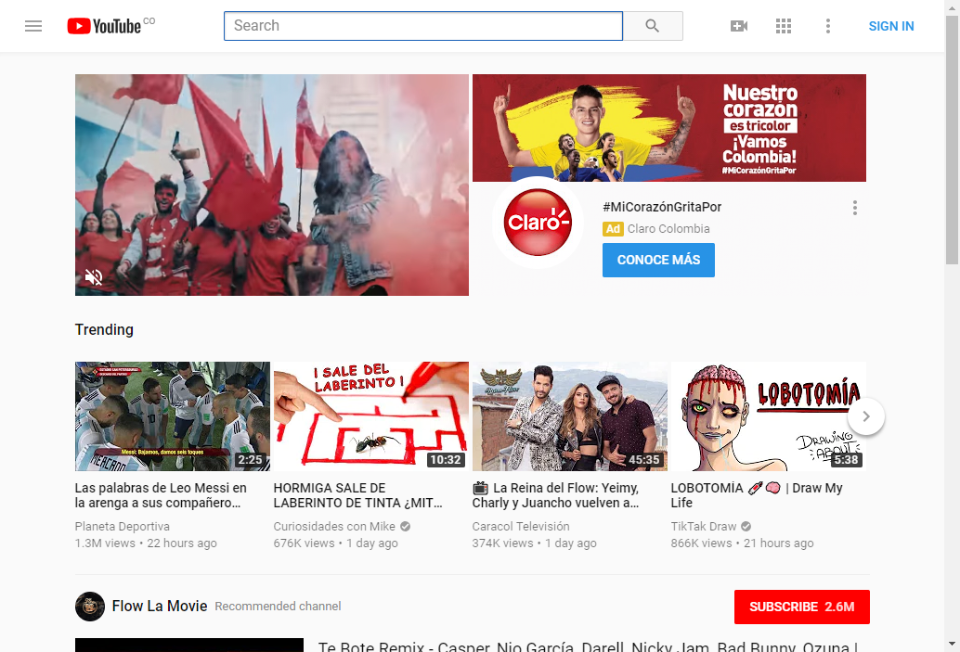 YouTube CO
Search
SIGN IN
Nuestro
corazón
es tricolor
¡Vamos
Colombia!
#MiCorazónGritaPor
Claro
#MiCorazónGritaPor
Ad Claro Colombia
CONOCE MÁS
Trending
Messi: Bajamos, damos seis toques
2:25
¡ SALE DEL
LABERINTO !
10:32
45:35
LOBOTOMÍA
DRAWING
ABOUT
5:38
Las palabras de Leo Messi en
la arenga a sus compañero...
Planeta Deportiva
1.3M views • 22 hours ago
HORMIGA SALE DE
LABERINTO DE TINTA ¿MIT...
Curiosidades con Mike
676K views • 1 day ago
La Reina del Flow: Yeimy,
Charly y Juancho vuelven a...
Caracol Televisión
374K views • 1 day ago
LOBOTOMÍA | Draw My
Life
TikTak Draw
866K views • 21 hours ago
Flow La Movie Recommended channel
SUBSCRIBE 2.6M
Te Bote Remix - Casper, Nio García, Darell, Nicky Jam, Bad Bunny, Ozuna |